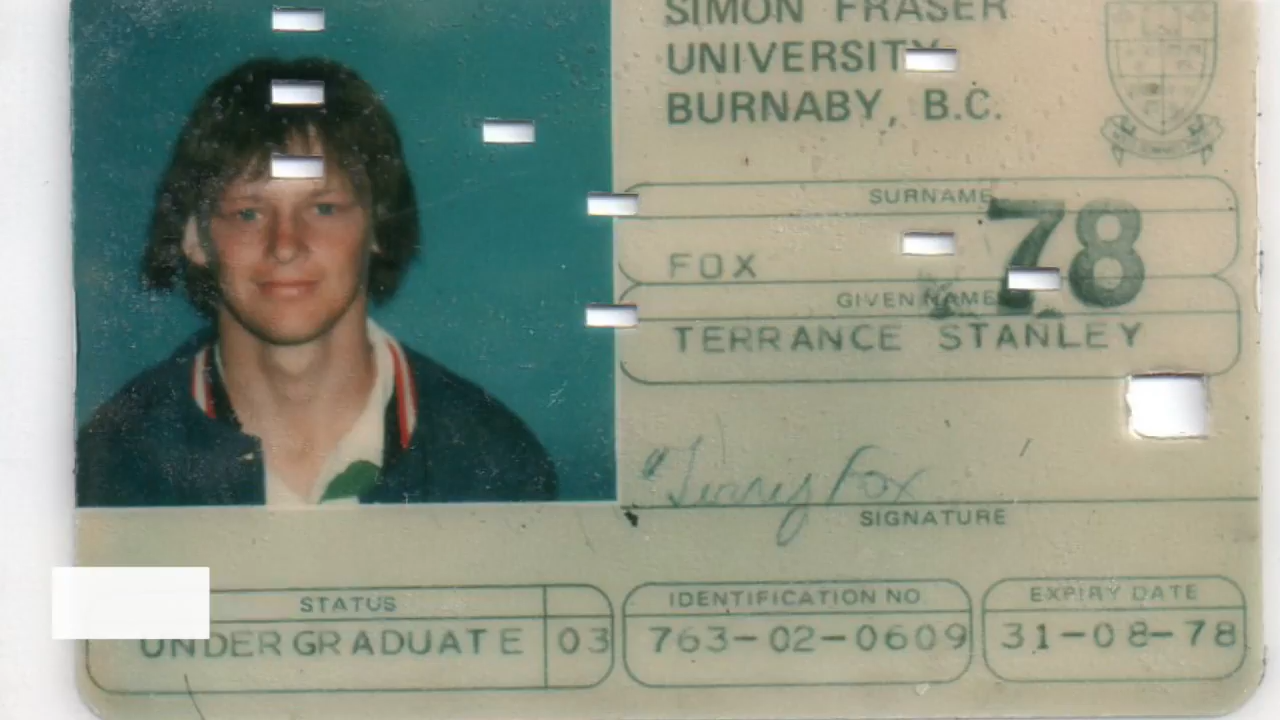 SIMON FRASER
UNIVERSITY
BURNABY, B.C.
SURNAME
78
FOX
GIVEN NAME
TERRANCE STANLEY
Terry Fox
SIGNATURE
STATUS
UNDERGRADUATE 03
IDENTIFICATION NO
763-02-0609
EXPIRY DATE
31-08-78